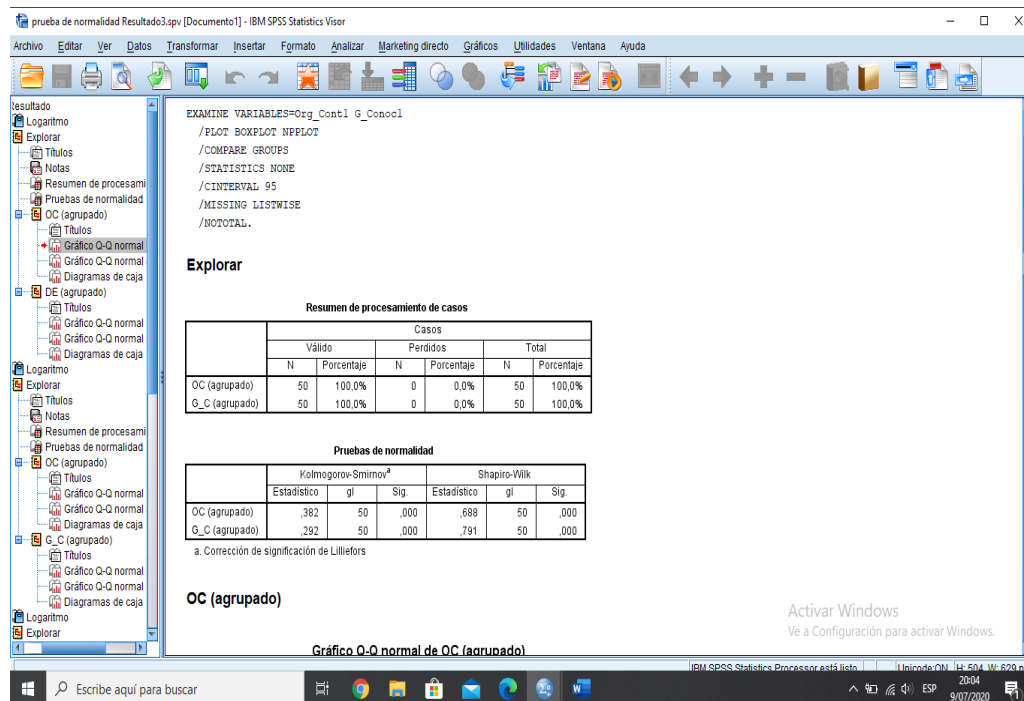 prueba de normalidad Resultado3.spv [Documento1] - IBM SPSS Statistics Visor
Archivo Editar Ver Datos Transformar Insertar Formato Analizar Marketing directo Gráficos Utilidades Ventana Ayuda
Resultado
Logaritmo
Explorar
Títulos
Notas
Resumen de procesami
Pruebas de normalidad
OC (agrupado)
Títulos
Gráfico Q-Q normal
Gráfico Q-Q normal
Diagramas de caja
DE (agrupado)
Títulos
Gráfico Q-Q normal
Gráfico Q-Q normal
Diagramas de caja
Logaritmo
Explorar
Títulos
Notas
Resumen de procesami
Pruebas de normalidad
OC (agrupado)
Títulos
Gráfico Q-Q normal
Gráfico Q-Q normal
Diagramas de caja
G_C (agrupado)
Títulos
Gráfico Q-Q normal
Gráfico Q-Q normal
Diagramas de caja
Logaritmo
Explorar
EXAMINE VARIABLES=Org_Cont1 G_Conoc1
/PLOT BOXPLOT NPPLOT
/COMPARE GROUPS
/STATISTICS NONE
/CINTERVAL 95
/MISSING LISTWISE
/NOTOTAL.
Explorar
Resumen de procesamiento de casos
Casos
Válido Perdidos Total
N Porcentaje N Porcentaje N Porcentaje
OC (agrupado) 50 100,0% 0 0,0% 50 100,0%
G_C (agrupado) 50 100,0% 0 0,0% 50 100,0%
Pruebas de normalidad
Kolmogorov-Smirnov^a Shapiro-Wilk
Estadístico gl Sig. Estadístico gl Sig.
OC (agrupado) ,382 50 ,000 ,688 50 ,000
G_C (agrupado) ,292 50 ,000 ,791 50 ,000
a. Corrección de significación de Lilliefors
OC (agrupado)
Gráfico Q-Q normal de OC (agrupado)
Activar Windows
Ve a Configuración para activar Windows.
IBM SPSS Statistics Processor está listo Unicode:ON H: 504, W: 629 p
Escribe aquí para buscar
ESP
20:04
9/07/2020